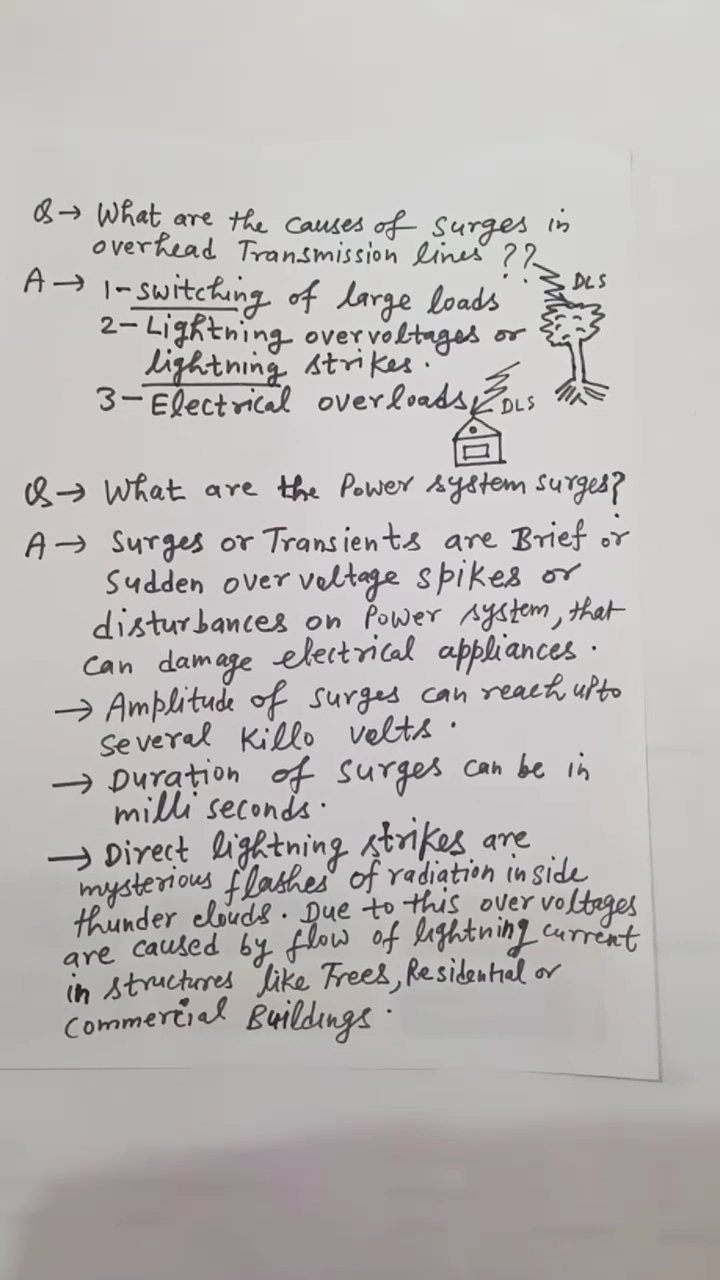 Q → What are the causes of surges in
overhead Transmission lines ??
A → 1 - switching of large loads
DLS
2 - Lightning overvoltages or
lightning strikes.
3 - Electrical overloads
DLS
Q → What are the Power system surges?
A → Surges or Transients are Brief or
Sudden over voltage spikes or
disturbances on Power system, that
can damage electrical appliances.
→ Amplitude of surges can reach upto
several Killo volts.
→ Duration of surges can be in
milli seconds.
→ Direct lightning strikes are
mysterious flashes of radiation inside
thunder clouds. Due to this over voltages
are caused by flow of lightning current
in structures like Trees, Residential or
Commercial Buildings.